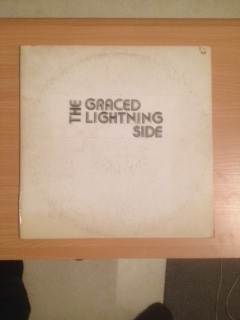 THE GRACED
LIGHTNING
SIDE